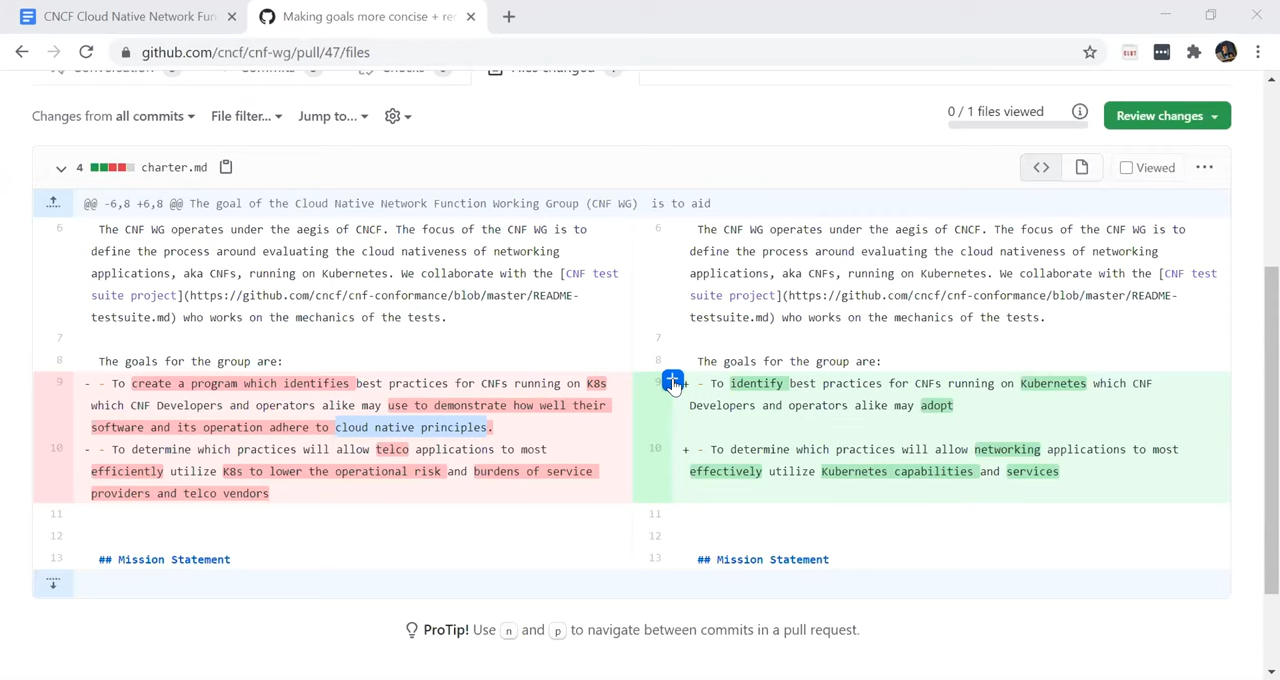 CNCF Cloud Native Network Fun
Making goals more concise + re
github.com/cncf/cnf-wg/pull/47/files
Conversation
Commits
Checks
Files changed
Changes from all commits
File filter...
Jump to...
0 / 1 files viewed
Review changes
4 charter.md
Viewed
@@ -6,8 +6,8 @@ The goal of the Cloud Native Network Function Working Group (CNF WG) is to aid
6 The CNF WG operates under the aegis of CNCF. The focus of the CNF WG is to
define the process around evaluating the cloud nativeness of networking
applications, aka CNFs, running on Kubernetes. We collaborate with the [CNF test
suite project](https://github.com/cncf/cnf-conformance/blob/master/README-
testsuite.md) who works on the mechanics of the tests.
7
8 The goals for the group are:
9 - - To create a program which identifies best practices for CNFs running on K8s
which CNF Developers and operators alike may use to demonstrate how well their
software and its operation adhere to cloud native principles.
10 - - To determine which practices will allow telco applications to most
efficiently utilize K8s to lower the operational risk and burdens of service
providers and telco vendors
11
12
13 ## Mission Statement
6 The CNF WG operates under the aegis of CNCF. The focus of the CNF WG is to
define the process around evaluating the cloud nativeness of networking
applications, aka CNFs, running on Kubernetes. We collaborate with the [CNF test
suite project](https://github.com/cncf/cnf-conformance/blob/master/README-
testsuite.md) who works on the mechanics of the tests.
7
8 The goals for the group are:
9 + - To identify best practices for CNFs running on Kubernetes which CNF
Developers and operators alike may adopt
10 + - To determine which practices will allow networking applications to most
effectively utilize Kubernetes capabilities and services
11
12
13 ## Mission Statement
ProTip! Use n and p to navigate between commits in a pull request.